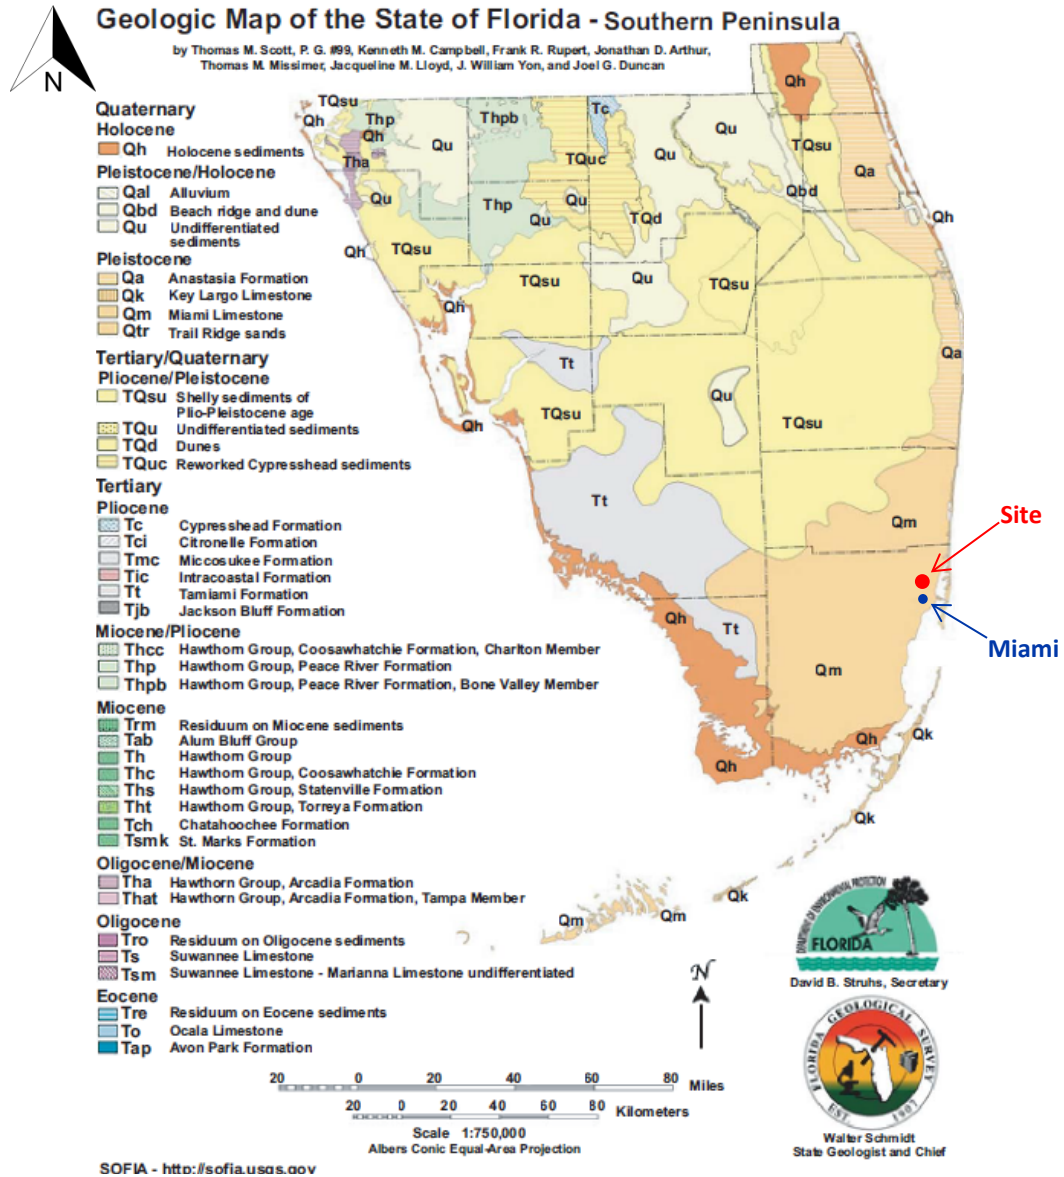 Geologic Map of the State of Florida - Southern Peninsula
by Thomas M. Scott, P. G. #99, Kenneth M. Campbell, Frank R. Rupert, Jonathan D. Arthur,
Thomas M. Missimer, Jacqueline M. Lloyd, J. William Yon, and Joel G. Duncan
N
Quaternary
Holocene
Qh Holocene sediments
Pleistocene/Holocene
Qal Alluvium
Qbd Beach ridge and dune
Qu Undifferentiated
sediments
Pleistocene
Qa Anastasia Formation
Qk Key Largo Limestone
Qm Miami Limestone
Qtr Trail Ridge sands
Tertiary/Quaternary
Pliocene/Pleistocene
TQsu Shelly sediments of
Plio-Pleistocene age
TQu Undifferentiated sediments
TQd Dunes
TQuc Reworked Cypresshead sediments
Tertiary
Pliocene
Tc Cypresshead Formation
Tci Citronelle Formation
Tmc Miccosukee Formation
Tic Intracoastal Formation
Tt Tamiami Formation
Tjb Jackson Bluff Formation
Miocene/Pliocene
Thcc Hawthorn Group, Coosawhatchie Formation, Charlton Member
Thp Hawthorn Group, Peace River Formation
Thpb Hawthorn Group, Peace River Formation, Bone Valley Member
Miocene
Trm Residuum on Miocene sediments
Tab Alum Bluff Group
Th Hawthorn Group
Thc Hawthorn Group, Coosawhatchie Formation
Ths Hawthorn Group, Statenville Formation
Tht Hawthorn Group, Torreya Formation
Tch Chatahoochee Formation
Tsmk St. Marks Formation
Oligocene/Miocene
Tha Hawthorn Group, Arcadia Formation
That Hawthorn Group, Arcadia Formation, Tampa Member
Oligocene
Tro Residuum on Oligocene sediments
Ts Suwannee Limestone
Tsm Suwannee Limestone - Marianna Limestone undifferentiated
Eocene
Tre Residuum on Eocene sediments
To Ocala Limestone
Tap Avon Park Formation
Qh
TQsu
Thp
Thpb
Tc
Qh
Qh
Qu
Qu
Qu
TQsu
Tha
TQuc
Qa
Qu
Thp
Qu
Qu
TQd
Qbd
Qh
Qh
TQsu
TQsu
Qu
TQsu
Qh
Tt
Qa
Qu
Qh
TQsu
TQsu
Tt
Qm
Site
Qh
Tt
Miami
Qm
Qh
Qk
Qh
Qk
Qk
Qm
Qm
N
DEPARTMENT OF ENVIRONMENTAL PROTECTION
FLORIDA
David B. Struhs, Secretary
FLORIDA GEOLOGICAL SURVEY
EST. 1907
Walter Schmidt
State Geologist and Chief
20 0 20 40 60 80 Miles
20 0 20 40 60 80 Kilometers
Scale 1:750,000
Albers Conic Equal-Area Projection
SOFIA - http://sofia.usgs.gov